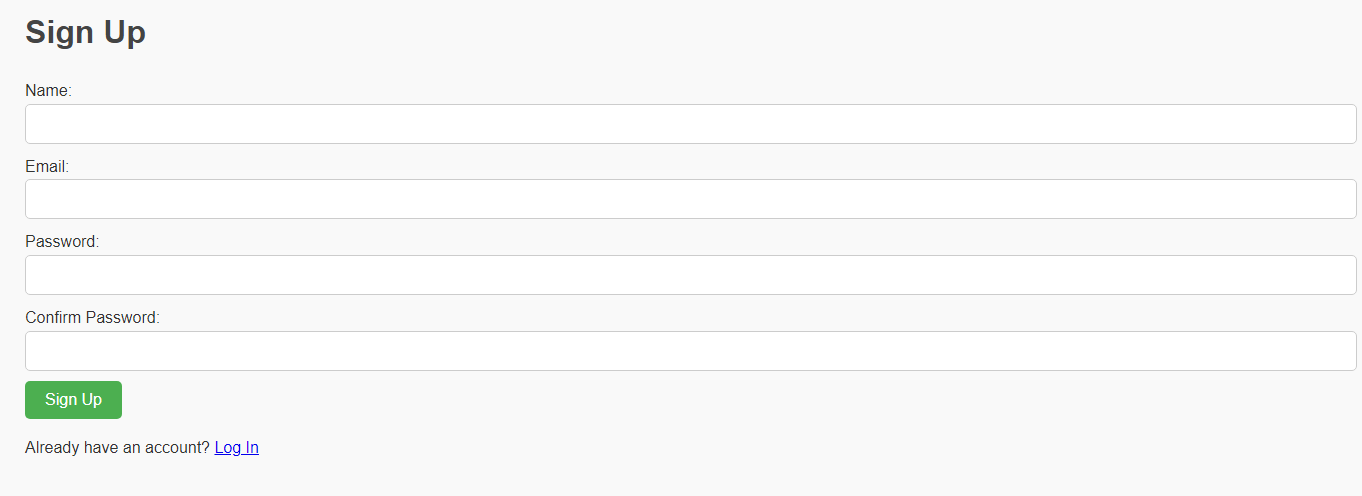 Sign Up
Name:
Email:
Password:
Confirm Password:
Sign Up
Already have an account? Log In